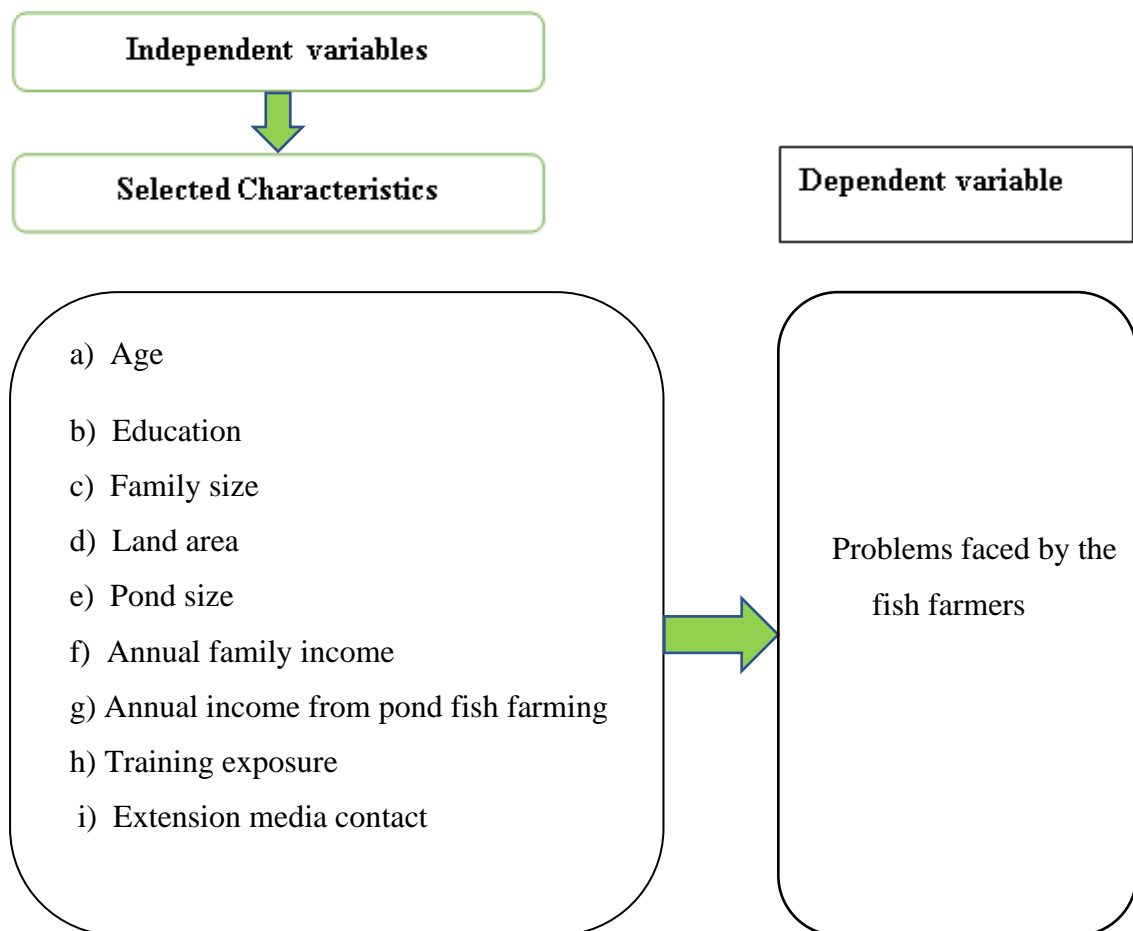 Independent variables
Selected Characteristics
Dependent variable
a) Age
b) Education
c) Family size
d) Land area
e) Pond size
f) Annual family income
g) Annual income from pond fish farming
h) Training exposure
i) Extension media contact
Problems faced by the
fish farmers